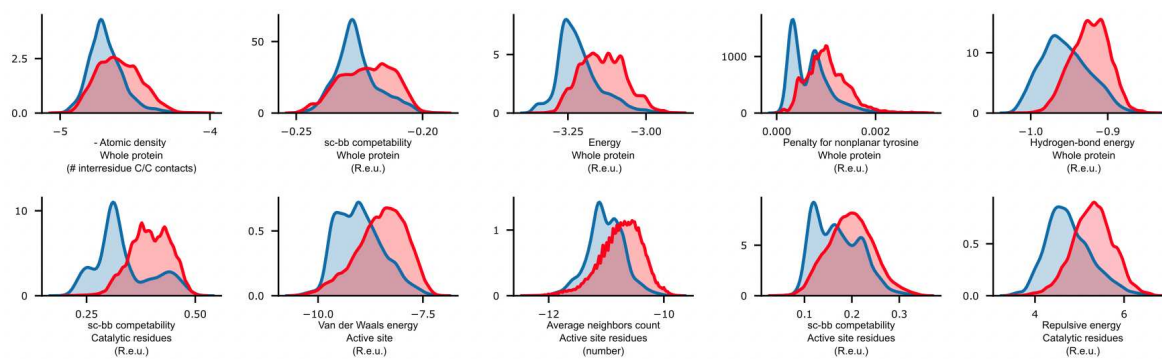 2.5
0.0
−5
−4
- Atomic density
Whole protein
(# interresidue C/C contacts)
50
0
−0.25
−0.20
sc-bb competability
Whole protein
(R.e.u.)
5
0
−3.25
−3.00
Energy
Whole protein
(R.e.u.)
1000
0
0.000
0.002
Penalty for nonplanar tyrosine
Whole protein
(R.e.u.)
10
0
−1.0
−0.9
Hydrogen-bond energy
Whole protein
(R.e.u.)
10
0
0.25
0.50
sc-bb competability
Catalytic residues
(R.e.u.)
0.5
0.0
−10.0
−7.5
Van der Waals energy
Active site
(R.e.u.)
1
0
−12
−10
Average neighbors count
Active site residues
(number)
5
0
0.1
0.2
0.3
sc-bb competability
Active site residues
(R.e.u.)
0.5
0.0
4
6
Repulsive energy
Catalytic residues
(R.e.u.)